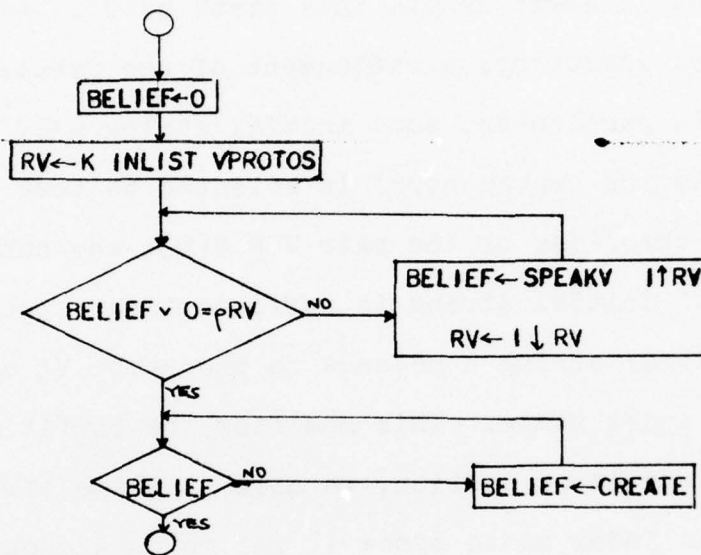 BELIEF←0
RV←K INLIST VPROTOS
BELIEF ∨ 0=ρRV
NO
BELIEF←SPEAKV 1↑RV
RV←1↓RV
YES
BELIEF
NO
BELIEF←CREATE
YES